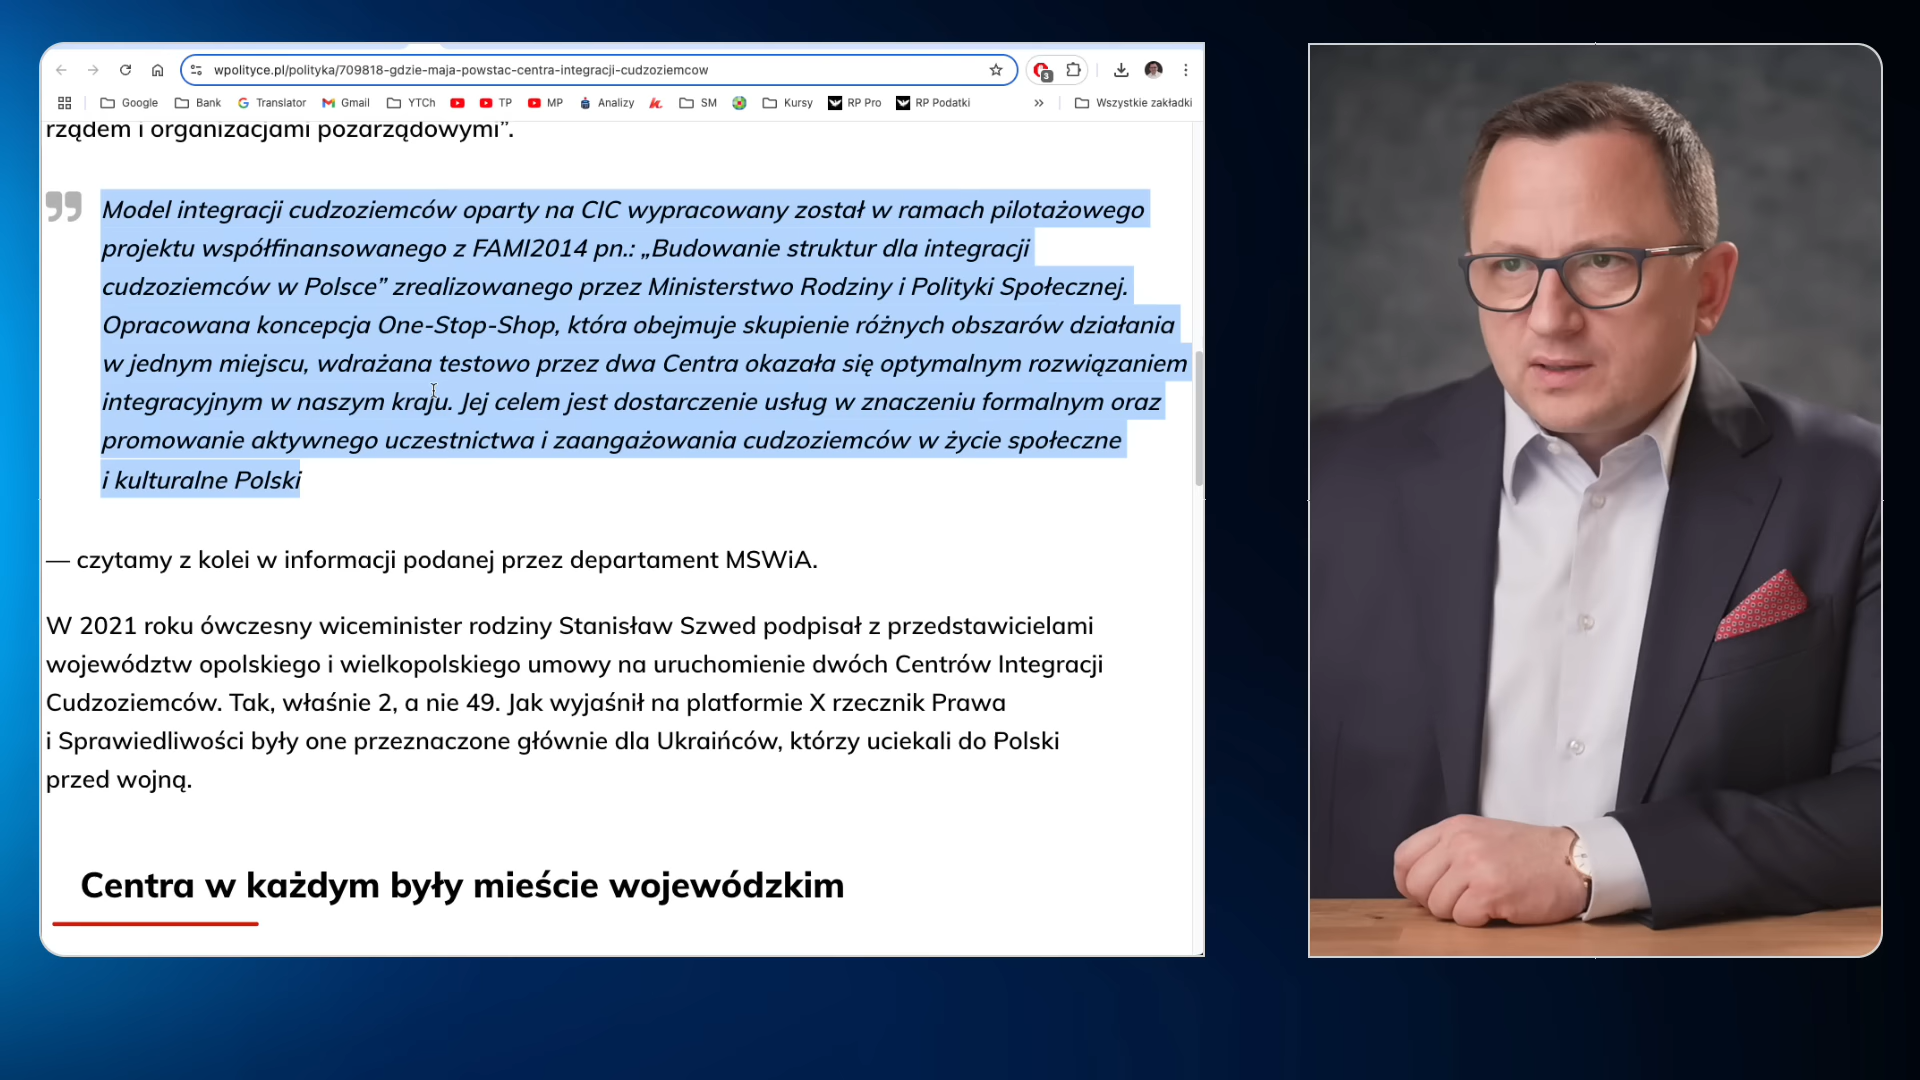 wpolityce.pl/polityka/709818-gdzie-maja-powstac-centra-integracji-cudzoziemcow
3
Google Bank Translator Gmail YTCh TP MP Analizy SM Kursy RP Pro RP Podatki » Wszystkie zakładki
rządem i organizacjami pozarządowymi”.
Model integracji cudzoziemców oparty na CIC wypracowany został w ramach pilotażowego
projektu współfinansowanego z FAMI2014 pn.: „Budowanie struktur dla integracji
cudzoziemców w Polsce” zrealizowanego przez Ministerstwo Rodziny i Polityki Społecznej.
Opracowana koncepcja One-Stop-Shop, która obejmuje skupienie różnych obszarów działania
w jednym miejscu, wdrażana testowo przez dwa Centra okazała się optymalnym rozwiązaniem
integracyjnym w naszym kraju. Jej celem jest dostarczenie usług w znaczeniu formalnym oraz
promowanie aktywnego uczestnictwa i zaangażowania cudzoziemców w życie społeczne
i kulturalne Polski
— czytamy z kolei w informacji podanej przez departament MSWiA.
W 2021 roku ówczesny wiceminister rodziny Stanisław Szwed podpisał z przedstawicielami
województw opolskiego i wielkopolskiego umowy na uruchomienie dwóch Centrów Integracji
Cudzoziemców. Tak, właśnie 2, a nie 49. Jak wyjaśnił na platformie X rzecznik Prawa
i Sprawiedliwości były one przeznaczone głównie dla Ukraińców, którzy uciekali do Polski
przed wojną.
Centra w każdym były mieście wojewódzkim